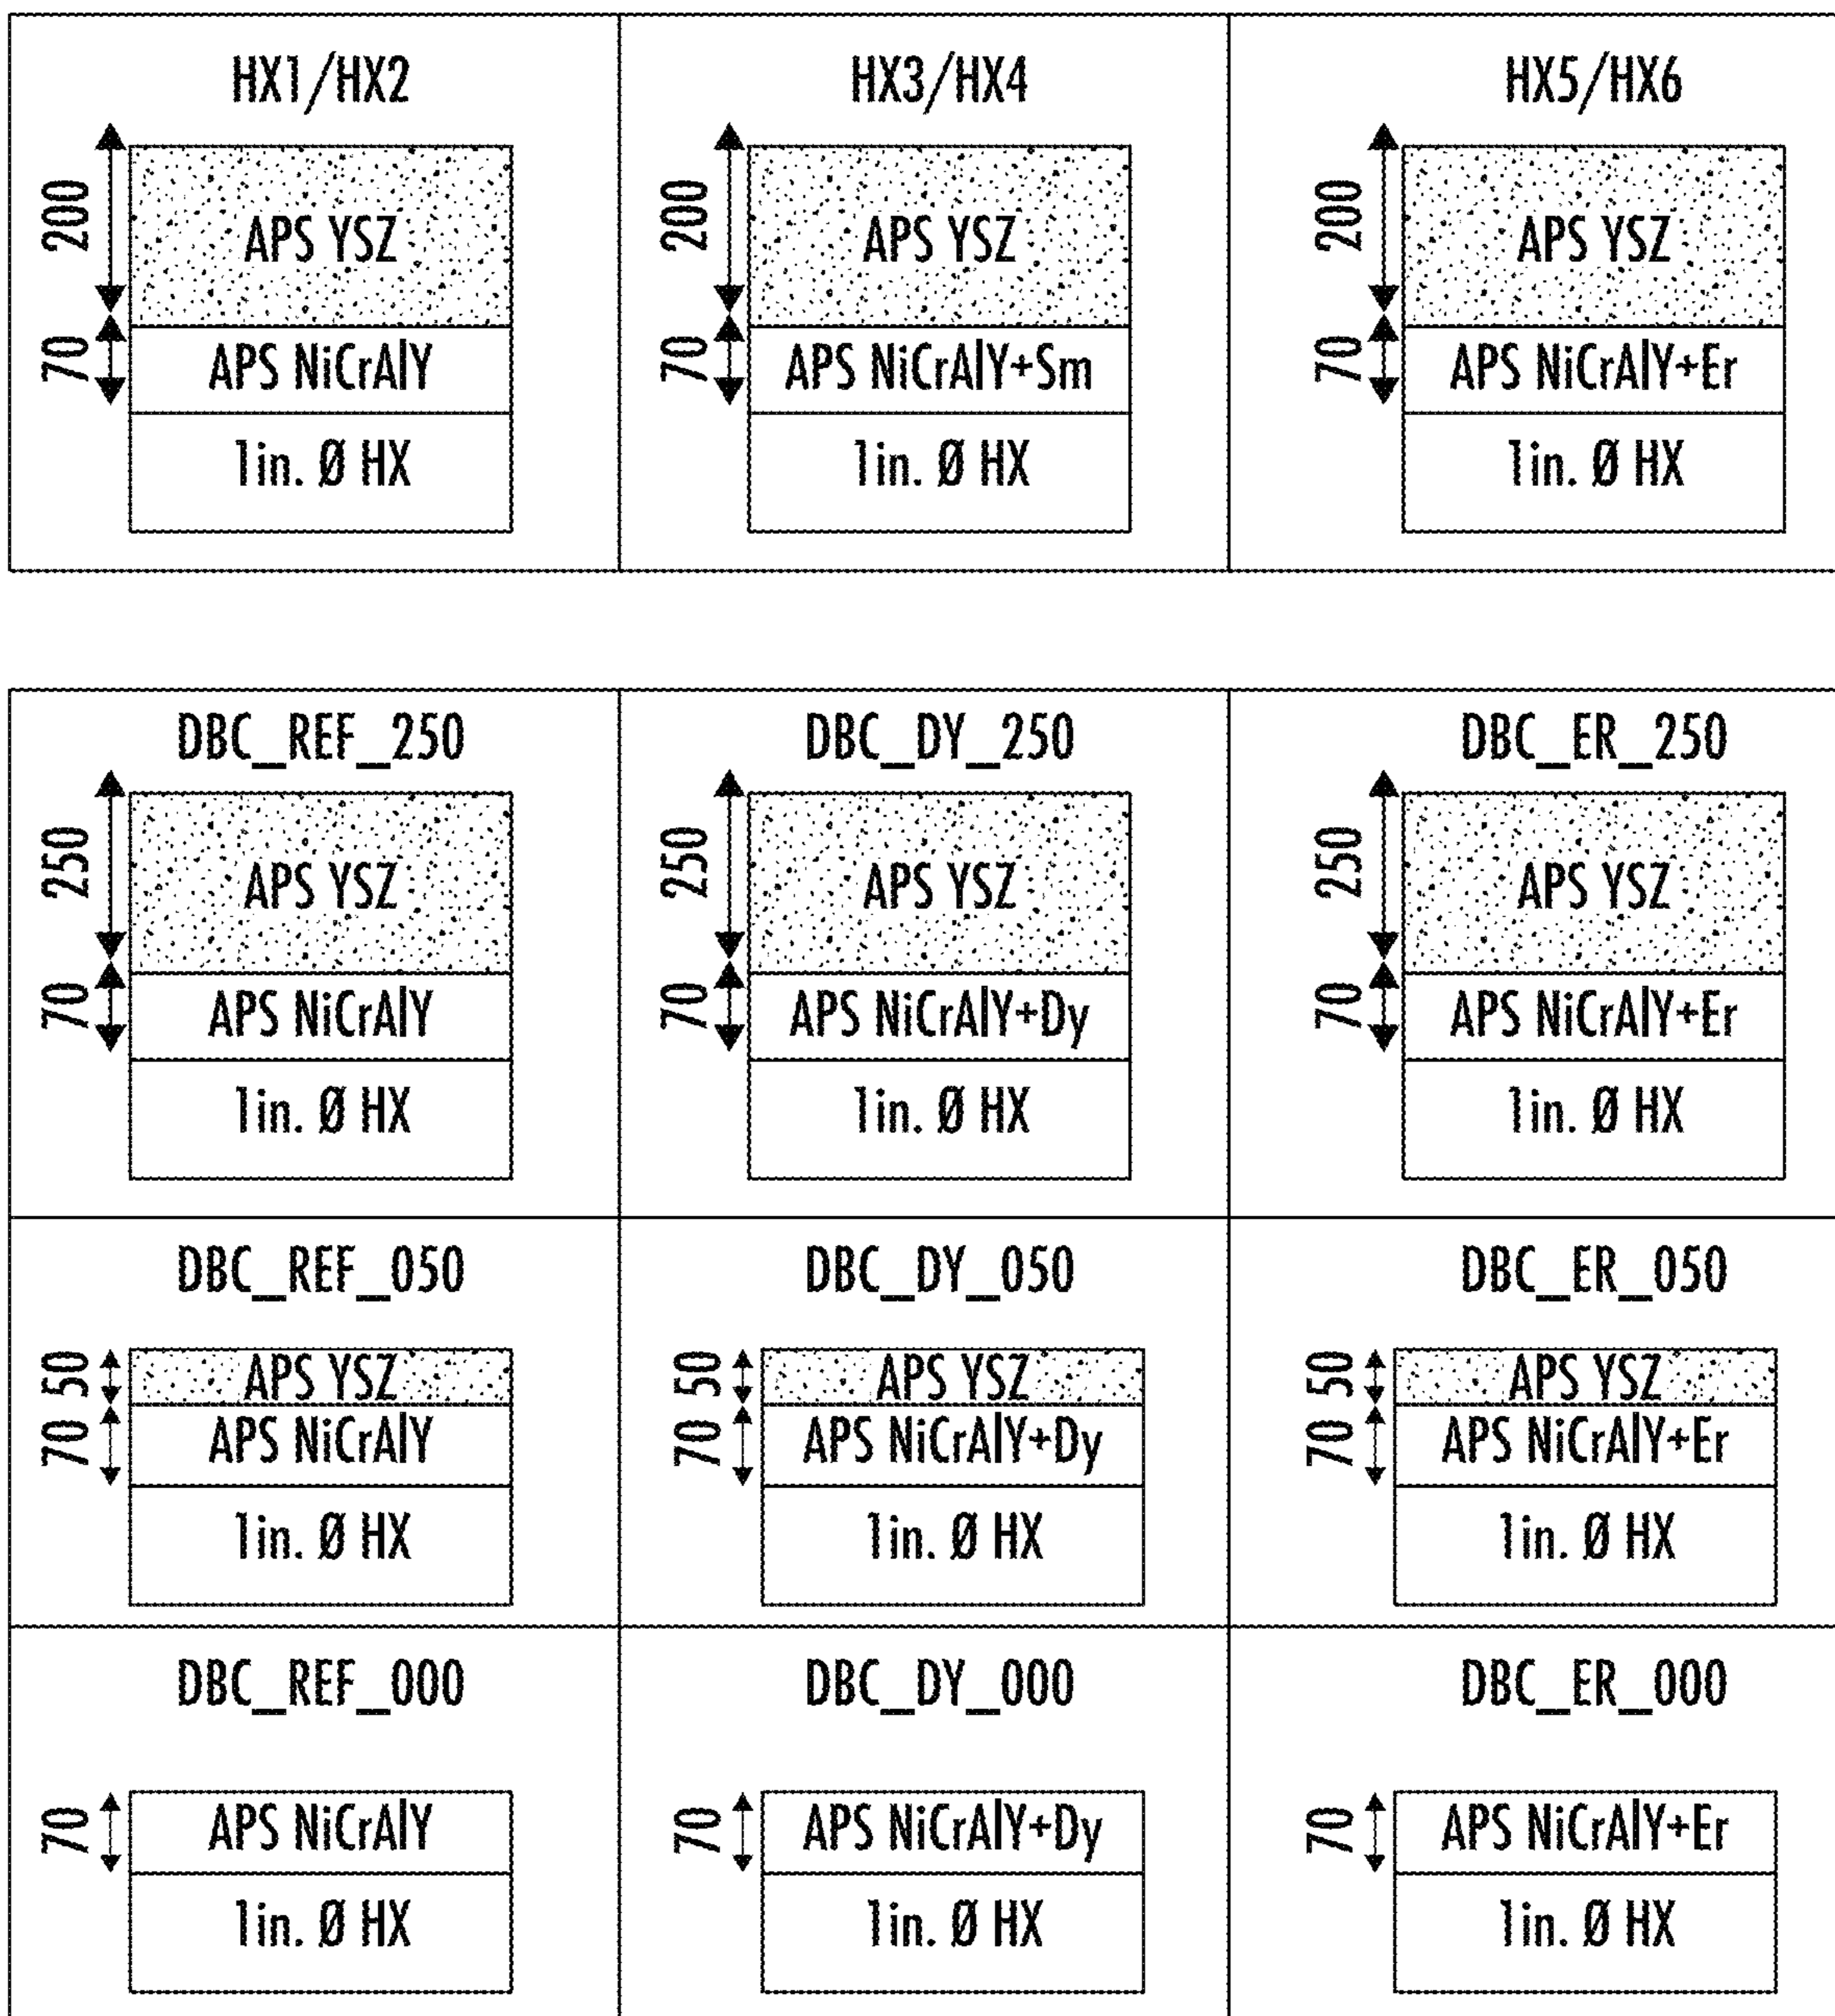 HX1/HX2
200
APS YSZ
70
APS NiCrAlY
1in. Ø HX
HX3/HX4
200
APS YSZ
70
APS NiCrAlY+Sm
1in. Ø HX
HX5/HX6
200
APS YSZ
70
APS NiCrAlY+Er
1in. Ø HX
DBC_REF_250
250
APS YSZ
70
APS NiCrAlY
1in. Ø HX
DBC_DY_250
250
APS YSZ
70
APS NiCrAlY+Dy
1in. Ø HX
DBC_ER_250
250
APS YSZ
70
APS NiCrAlY+Er
1in. Ø HX
DBC_REF_050
50
APS YSZ
70
APS NiCrAlY
1in. Ø HX
DBC_DY_050
50
APS YSZ
70
APS NiCrAlY+Dy
1in. Ø HX
DBC_ER_050
50
APS YSZ
70
APS NiCrAlY+Er
1in. Ø HX
DBC_REF_000
70
APS NiCrAlY
1in. Ø HX
DBC_DY_000
70
APS NiCrAlY+Dy
1in. Ø HX
DBC_ER_000
70
APS NiCrAlY+Er
1in. Ø HX